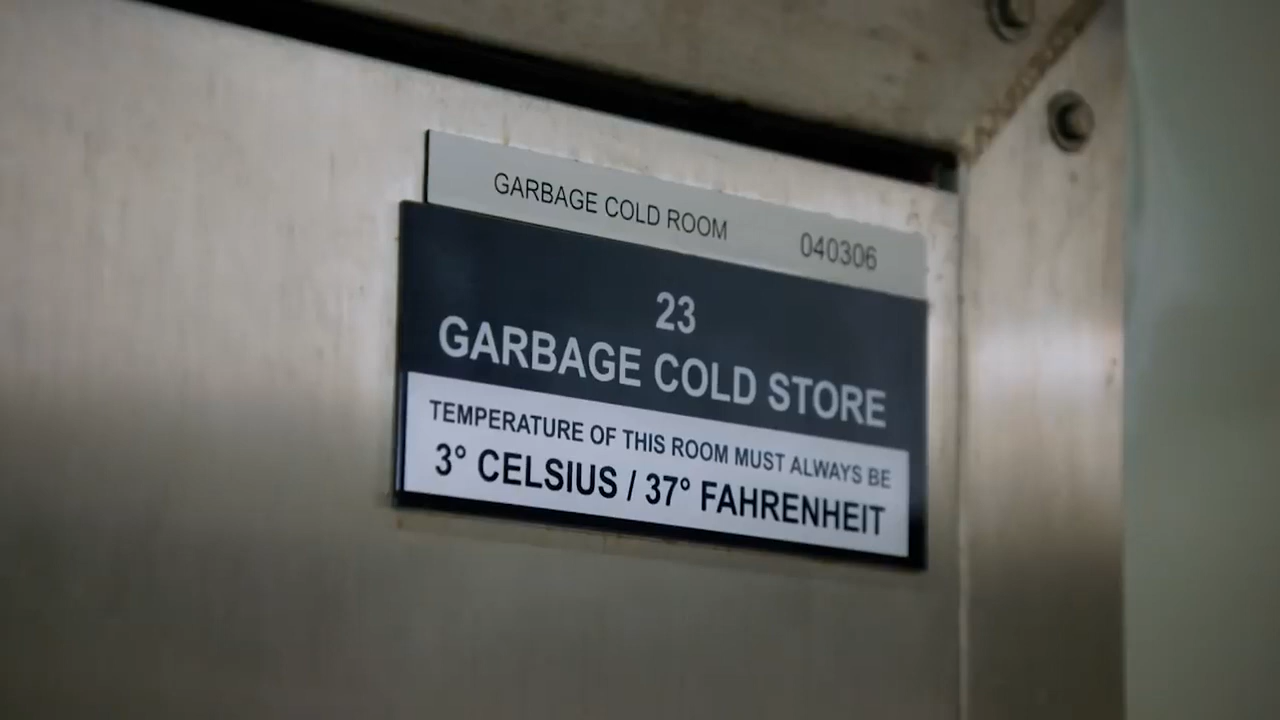 GARBAGE COLD ROOM 040306
23
GARBAGE COLD STORE
TEMPERATURE OF THIS ROOM MUST ALWAYS BE
3° CELSIUS / 37° FAHRENHEIT